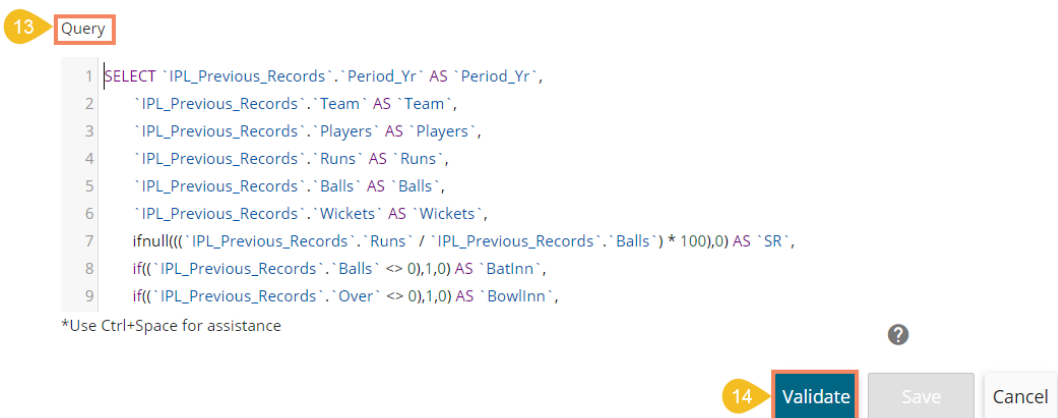 13 Query
1 SELECT `IPL_Previous_Records`.`Period_Yr` AS `Period_Yr`,
2 `IPL_Previous_Records`.`Team` AS `Team`,
3 `IPL_Previous_Records`.`Players` AS `Players`,
4 `IPL_Previous_Records`.`Runs` AS `Runs`,
5 `IPL_Previous_Records`.`Balls` AS `Balls`,
6 `IPL_Previous_Records`.`Wickets` AS `Wickets`,
7 ifnull(((`IPL_Previous_Records`.`Runs` / `IPL_Previous_Records`.`Balls`) * 100),0) AS `SR`,
8 if((`IPL_Previous_Records`.`Balls` <> 0),1,0) AS `BatInn`,
9 if((`IPL_Previous_Records`.`Over` <> 0),1,0) AS `BowlInn`,
*Use Ctrl+Space for assistance
?
14 Validate Save Cancel